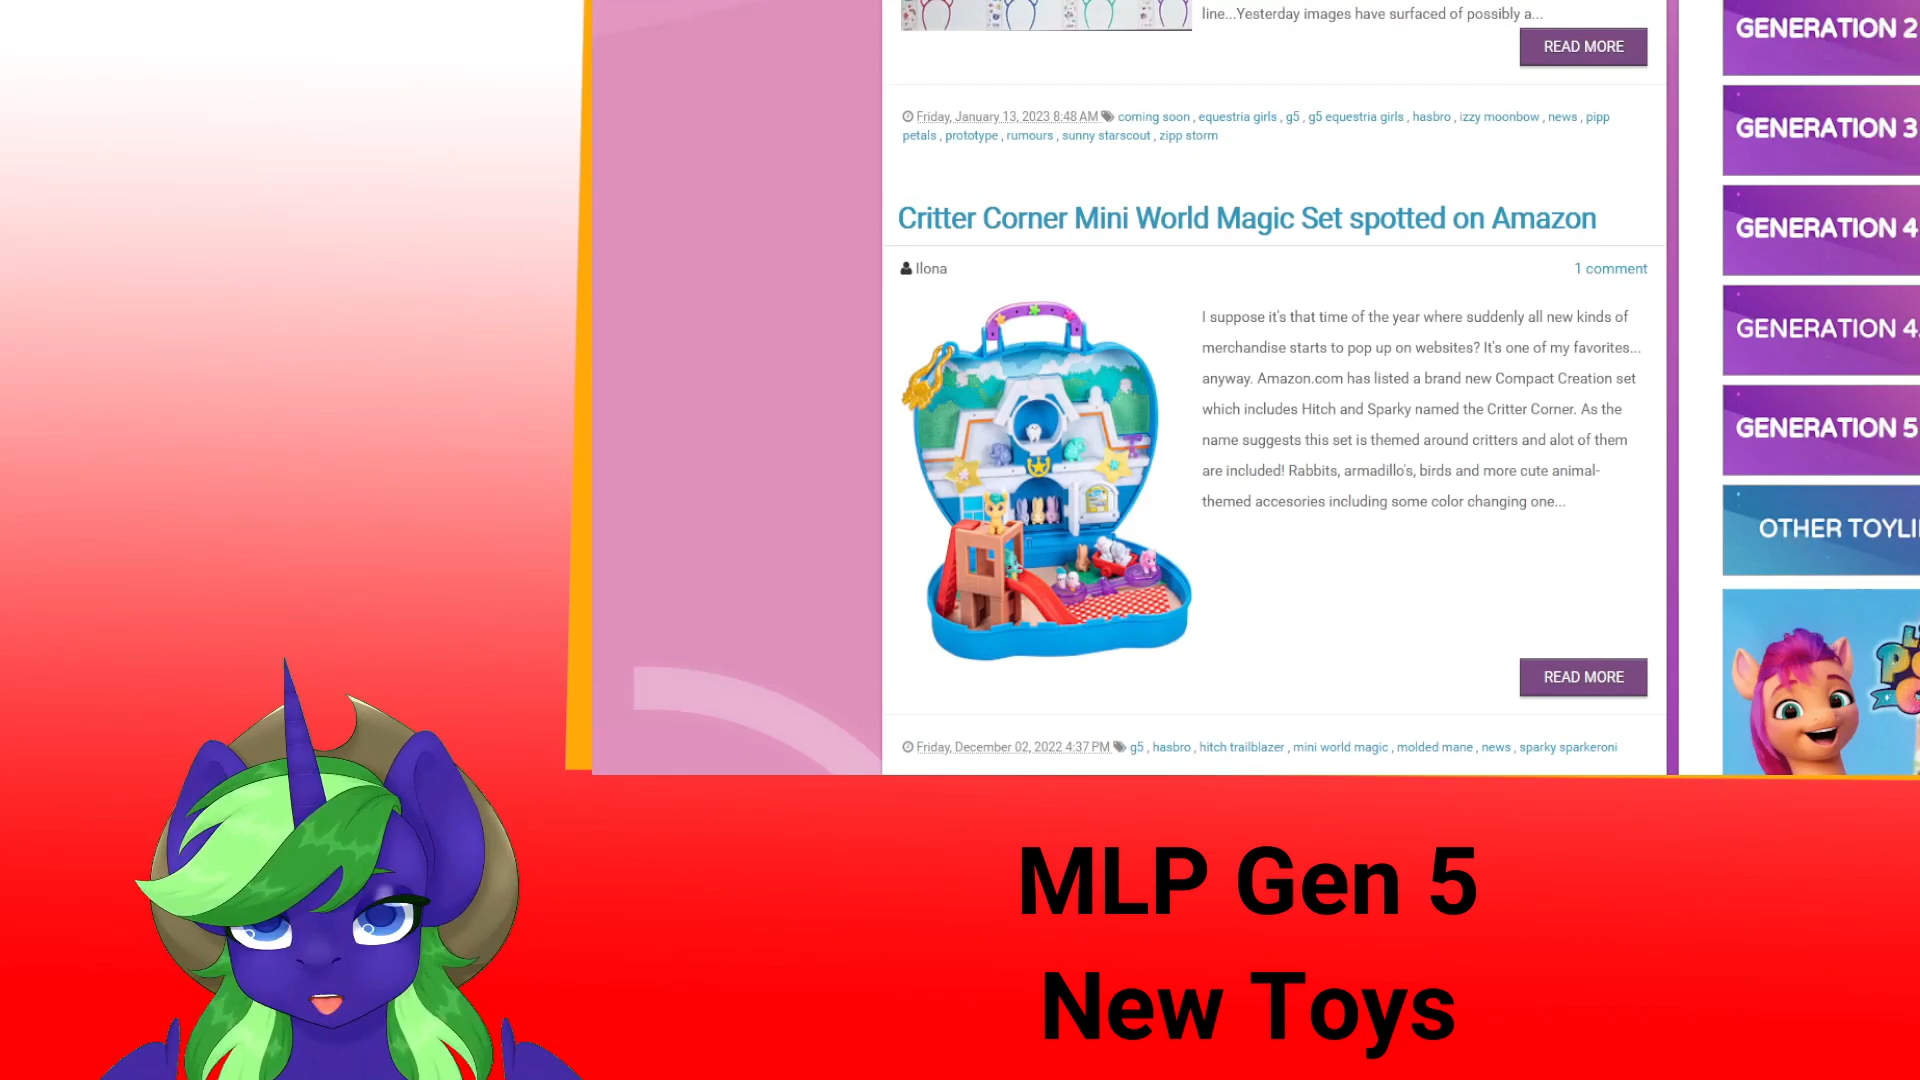 line...Yesterday images have surfaced of possibly a...
READ MORE
Friday, January 13, 2023 8:48 AM coming soon , equestria girls , g5 , g5 equestria girls , hasbro , izzy moonbow , news , pipp
petals , prototype , rumours , sunny starscout , zipp storm
Critter Corner Mini World Magic Set spotted on Amazon
Ilona
1 comment
I suppose it's that time of the year where suddenly all new kinds of
merchandise starts to pop up on websites? It's one of my favorites...
anyway. Amazon.com has listed a brand new Compact Creation set
which includes Hitch and Sparky named the Critter Corner. As the
name suggests this set is themed around critters and alot of them
are included! Rabbits, armadillo's, birds and more cute animal-
themed accesories including some color changing one...
READ MORE
Friday, December 02, 2022 4:37 PM g5 , hasbro , hitch trailblazer , mini world magic , molded mane , news , sparky sparkeroni
GENERATION 2
GENERATION 3
GENERATION 4
GENERATION 4.
GENERATION 5
OTHER TOYLI
MLP Gen 5
New Toys